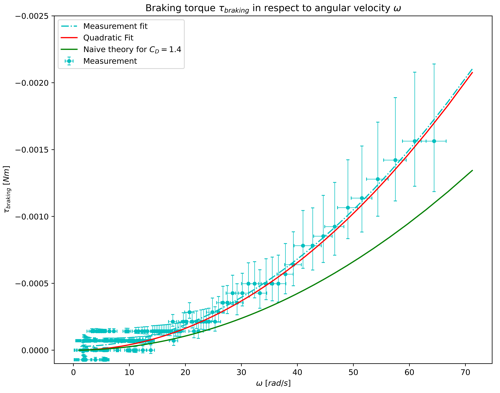 Braking torque τbraking in respect to angular velocity ω
−0.0025
−0.0020
−0.0015
−0.0010
−0.0005
0.0000
τbraking [Nm]
Measurement fit
Quadratic Fit
Naive theory for CD = 1.4
Measurement
0 10 20 30 40 50 60 70
ω [rad/s]